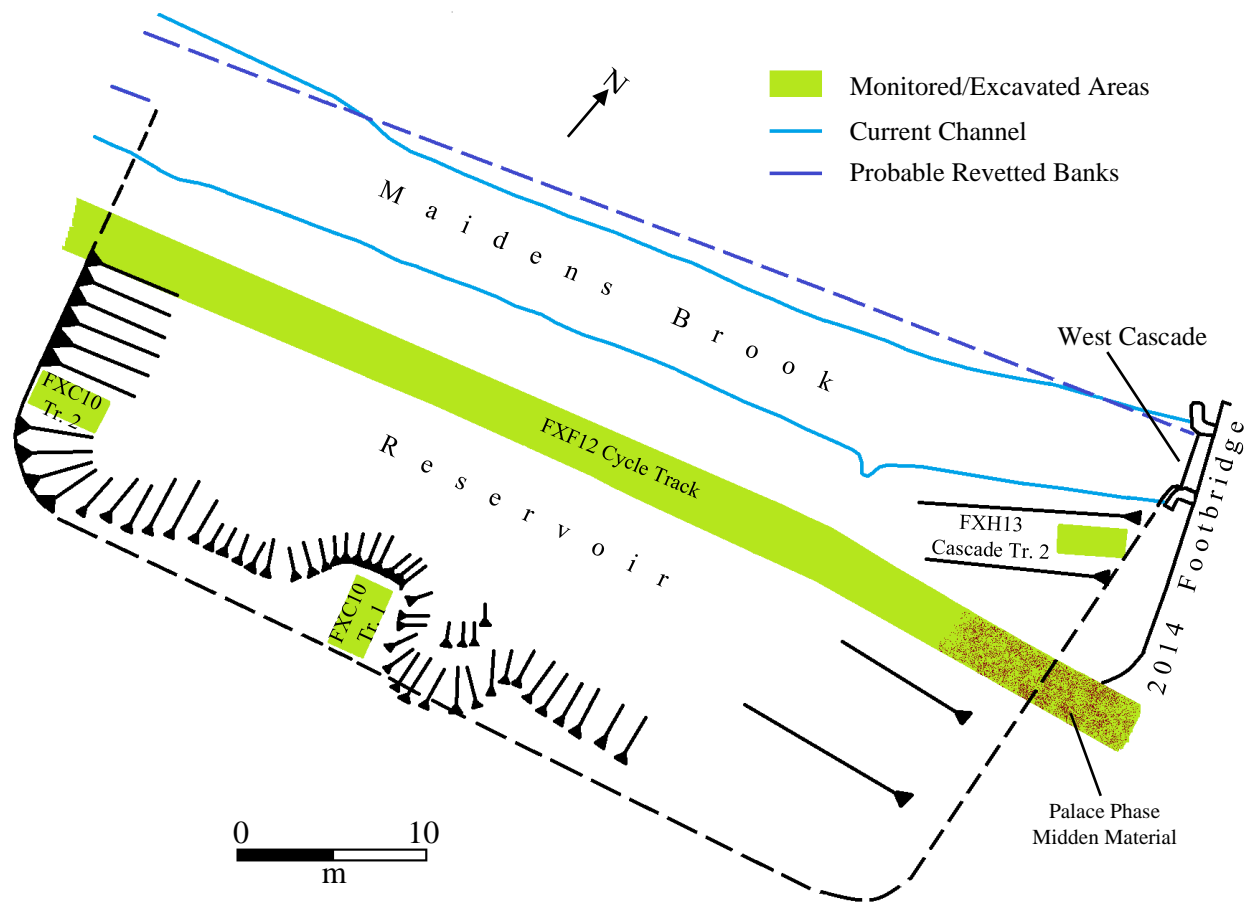 N
Monitored/Excavated Areas
Current Channel
Probable Revetted Banks
Maidens Brook
West Cascade
FXC10
Tr. 2
FXF12 Cycle Track
Reservoir
FXH13
Cascade Tr. 2
2014 Footbridge
FXC10
Tr. 1
Palace Phase
Midden Material
0 10
m